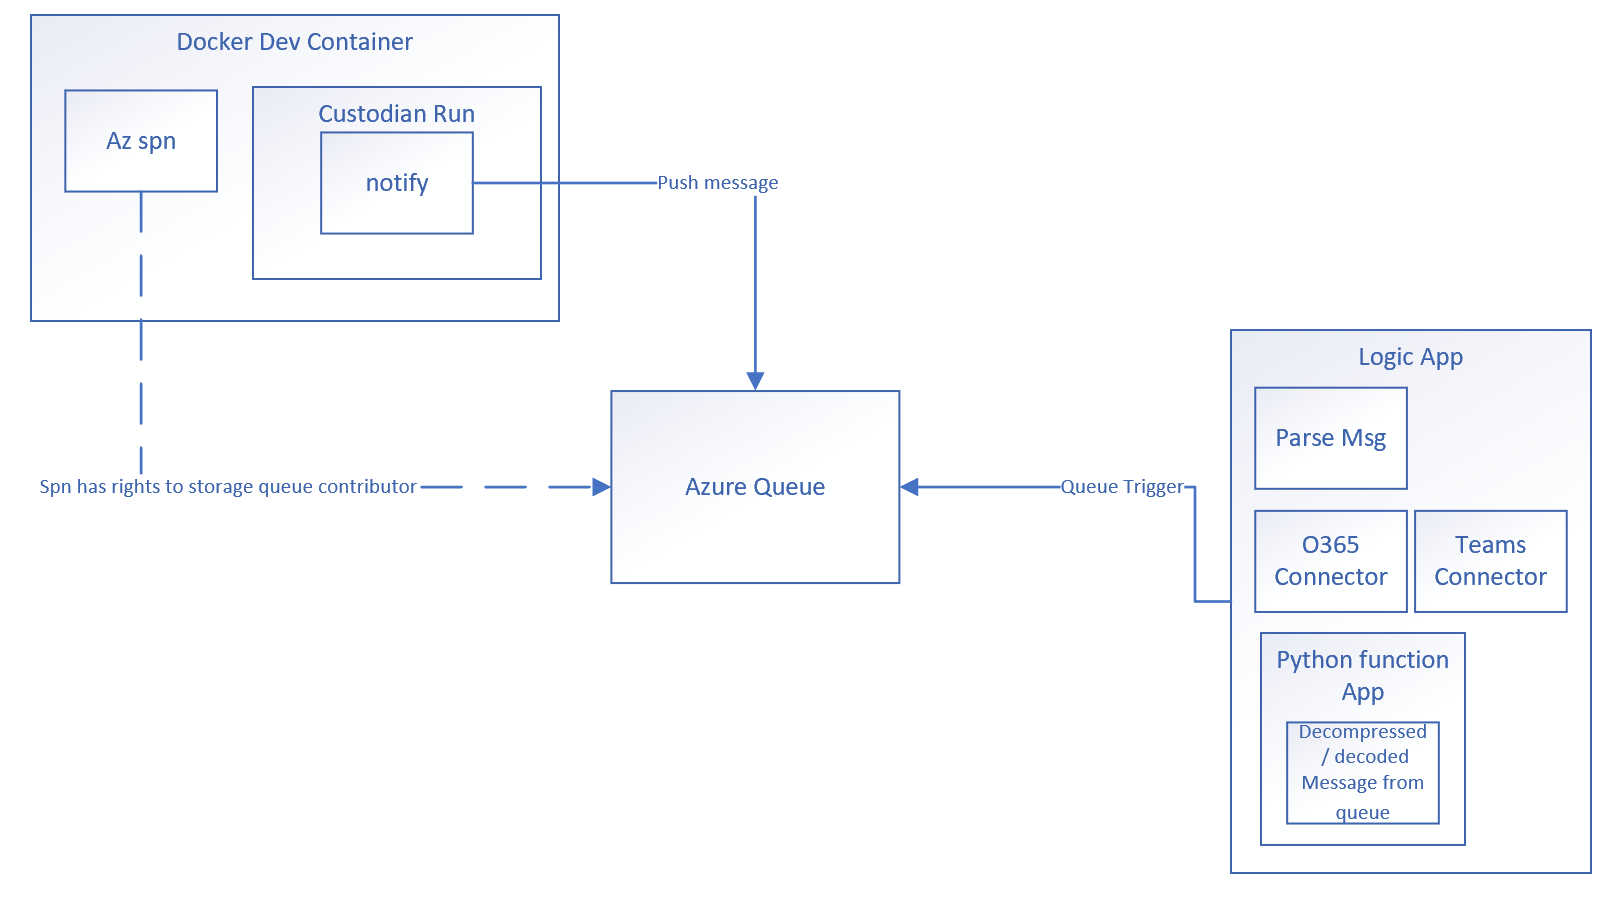 Docker Dev Container
Az spn
Custodian Run
notify
Push message
Spn has rights to storage queue contributor
Azure Queue
Queue Trigger
Logic App
Parse Msg
O365
Connector
Teams
Connector
Python function
App
Decompressed
/ decoded
Message from
queue